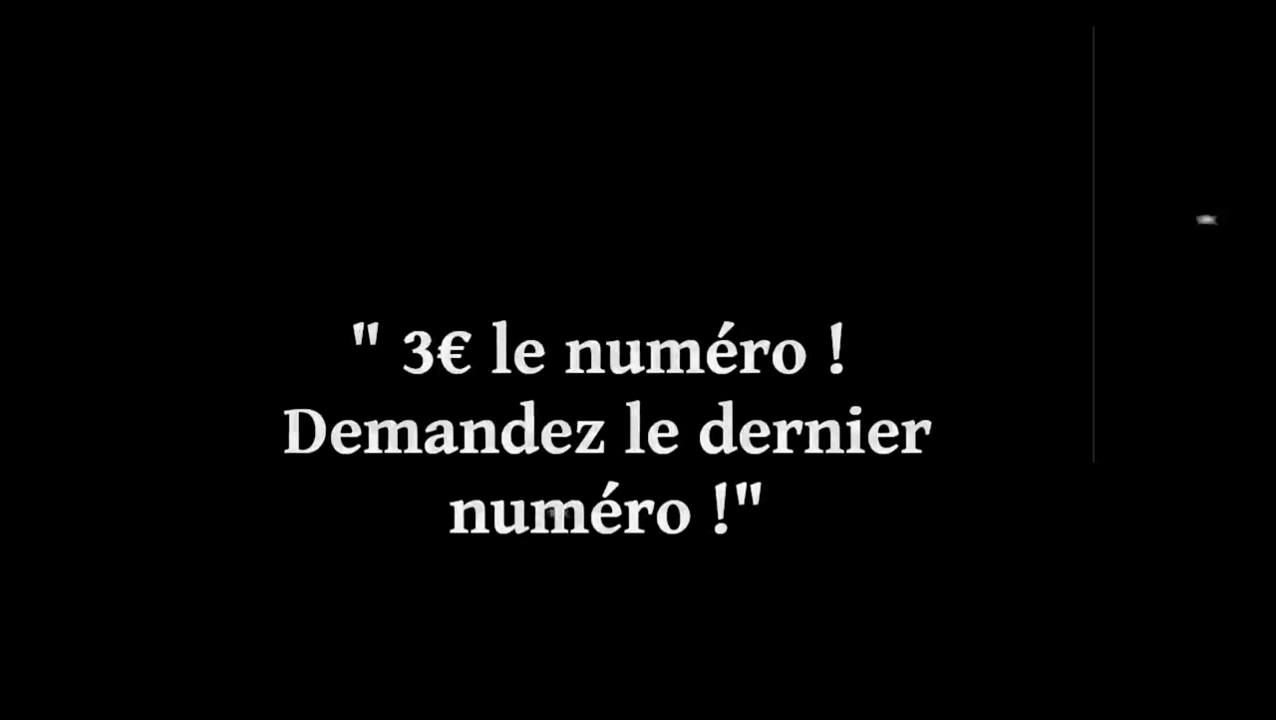 " 3€ le numéro !
Demandez le dernier
numéro !"